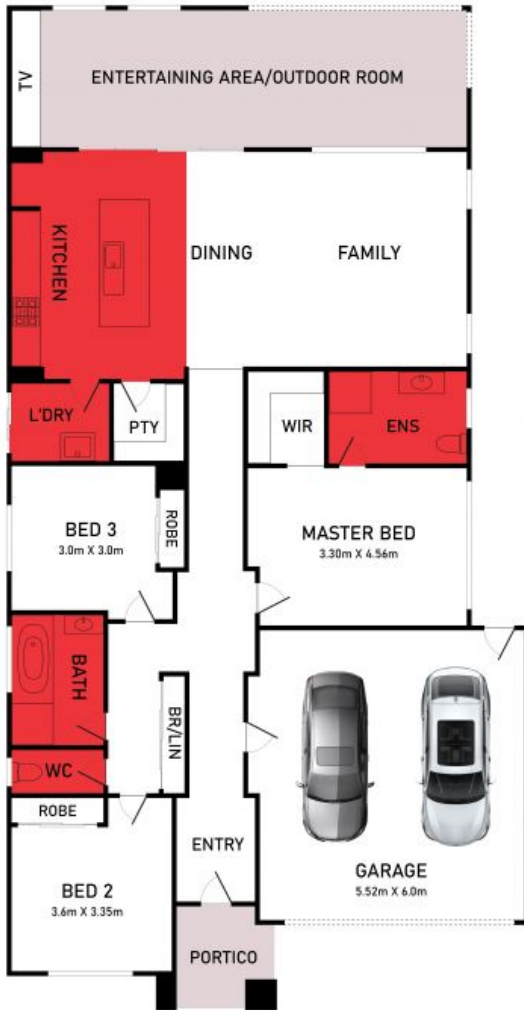 TV
ENTERTAINING AREA/OUTDOOR ROOM
KITCHEN
DINING
FAMILY
L'DRY
PTY
WIR
ENS
BED 3
3.0m X 3.0m
ROBE
MASTER BED
3.30m X 4.56m
BATH
BR/LIN
WC
ROBE
BED 2
3.6m X 3.35m
ENTRY
GARAGE
5.52m X 6.0m
PORTICO